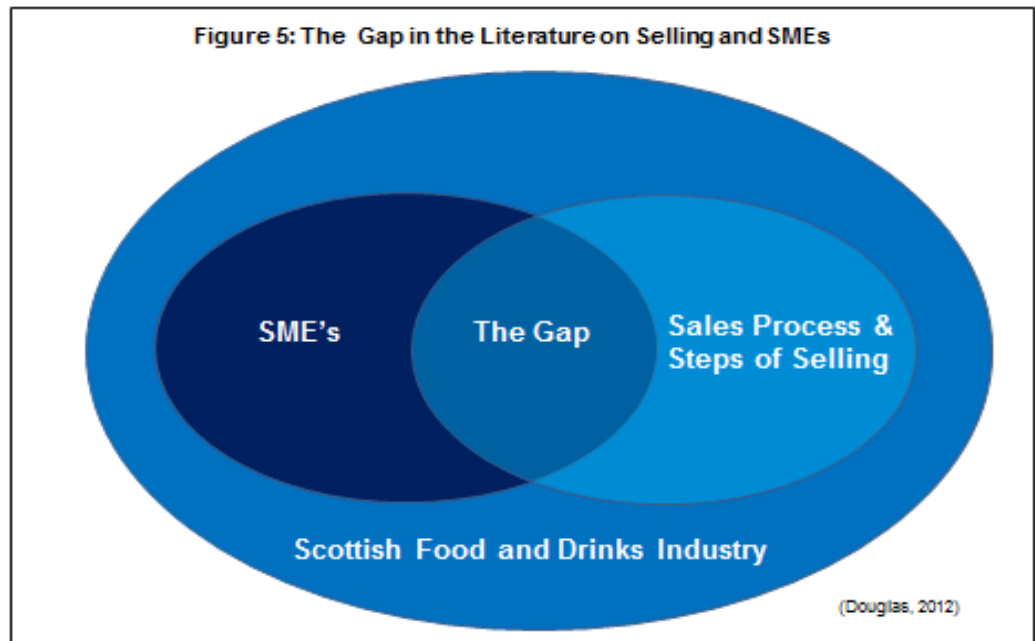 Figure 5: The Gap in the Literature on Selling and SMEs
SME's
The Gap
Sales Process &
Steps of Selling
Scottish Food and Drinks Industry
(Douglas, 2012)